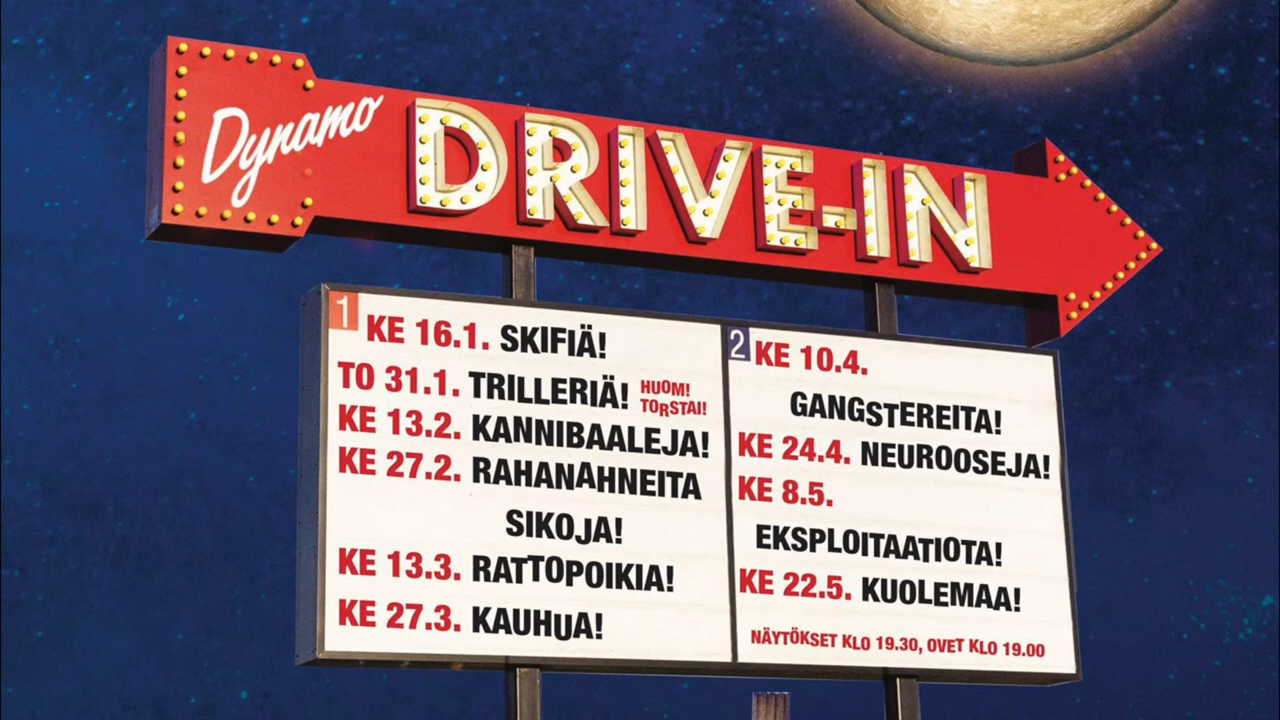 Dynamo
DRIVE-IN
1
KE 16.1. SKIFIÄ!
TO 31.1. TRILLERIÄ! HUOM!
TORSTAI!
KE 13.2. KANNIBAALEJA!
KE 27.2. RAHANAHNEITA
SIKOJA!
KE 13.3. RATTOPOIKIA!
KE 27.3. KAUHUA!
2
KE 10.4.
GANGSTEREITA!
KE 24.4. NEUROOSEJA!
KE 8.5.
EKSPLOITAATIOTA!
KE 22.5. KUOLEMAA!
NÄYTÖKSET KLO 19.30, OVET KLO 19.00